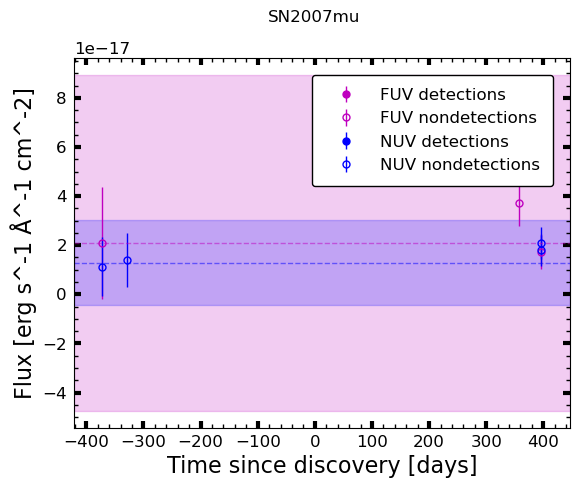 SN2007mu
1e−17
FUV detections
FUV nondetections
NUV detections
NUV nondetections
8
6
4
2
0
−2
−4
Flux [erg s^-1 Å^-1 cm^-2]
−400 −300 −200 −100 0 100 200 300 400
Time since discovery [days]